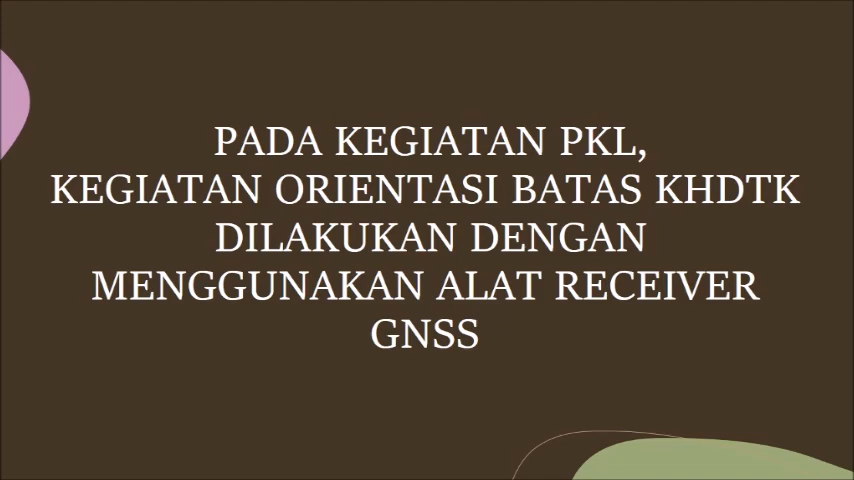 PADA KEGIATAN PKL,
KEGIATAN ORIENTASI BATAS KHDTK
DILAKUKAN DENGAN
MENGGUNAKAN ALAT RECEIVER
GNSS